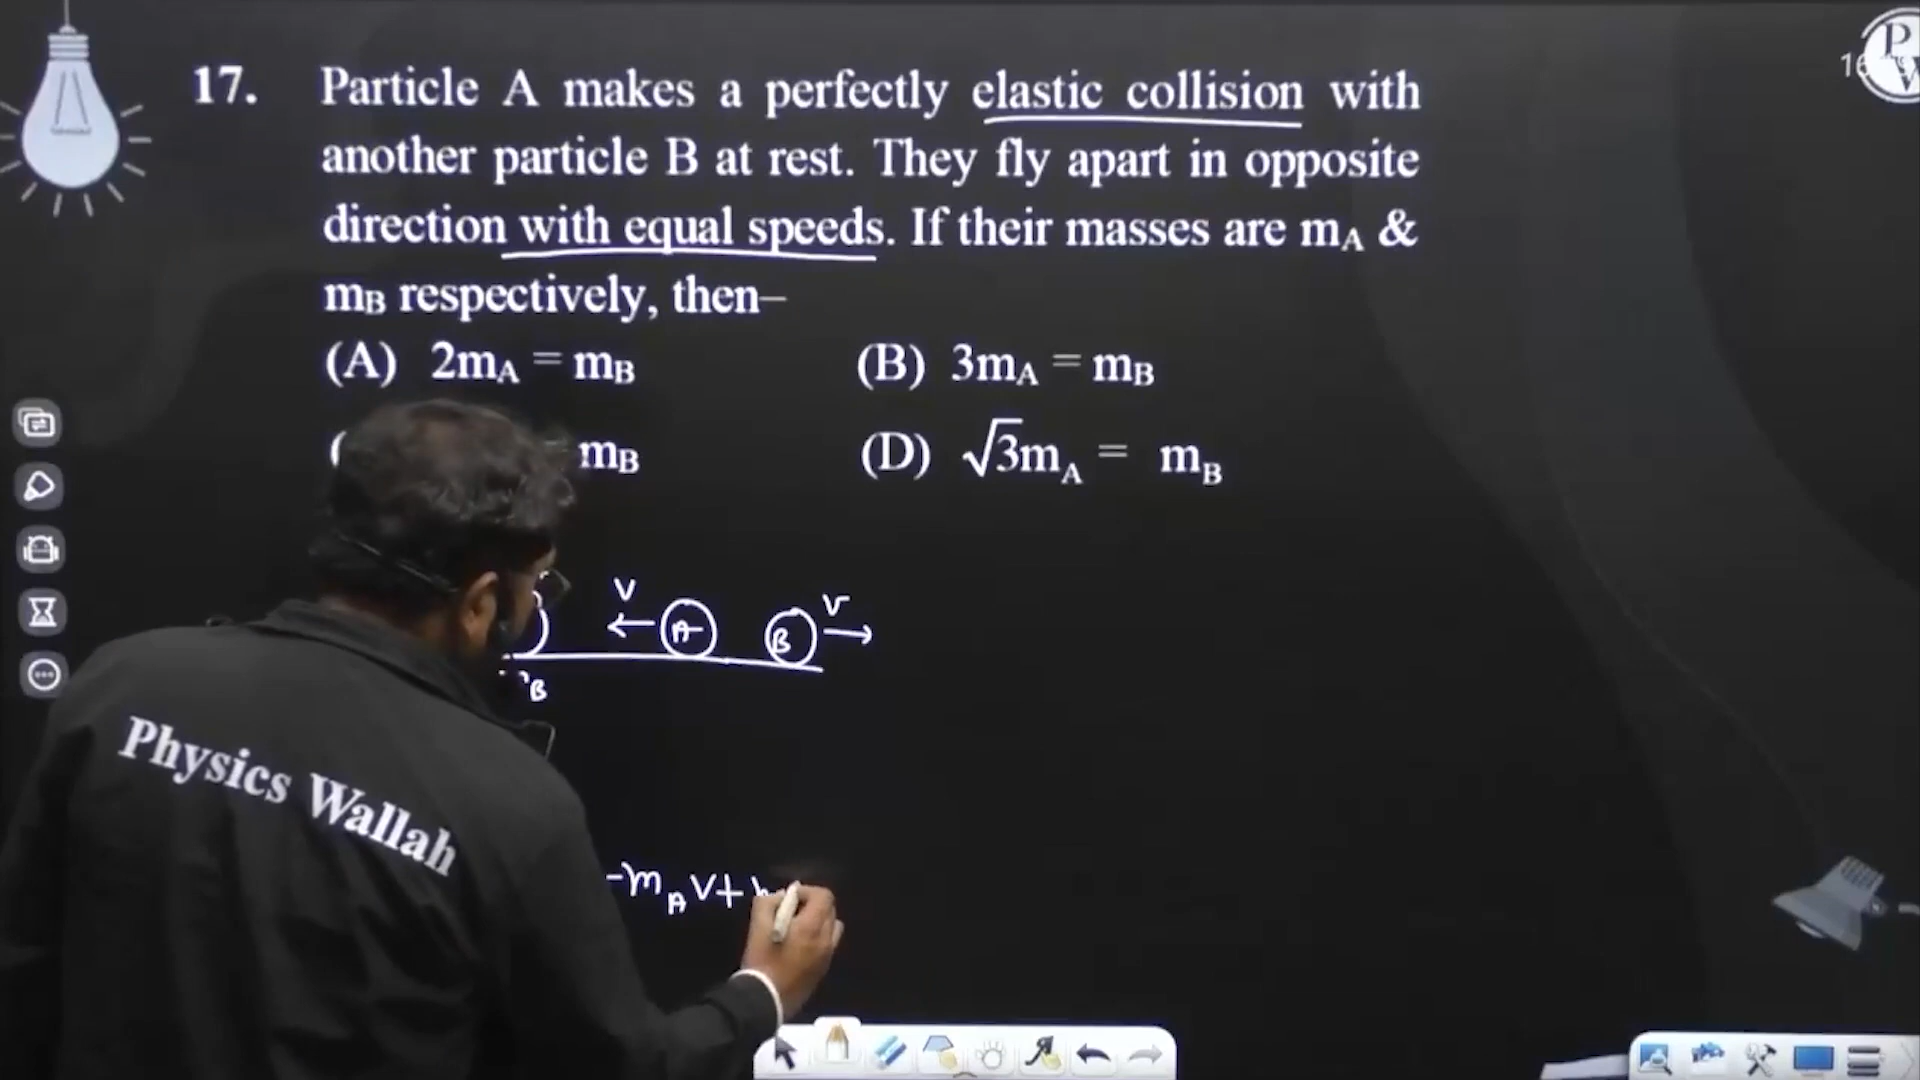 17. Particle A makes a perfectly elastic collision with
another particle B at rest. They fly apart in opposite
direction with equal speeds. If their masses are mA &
mB respectively, then–
(A) 2mA = mB (B) 3mA = mB
( mB (D) √3mA = mB
V V
A B
B
-mAV+
Physics Wallah
P
W